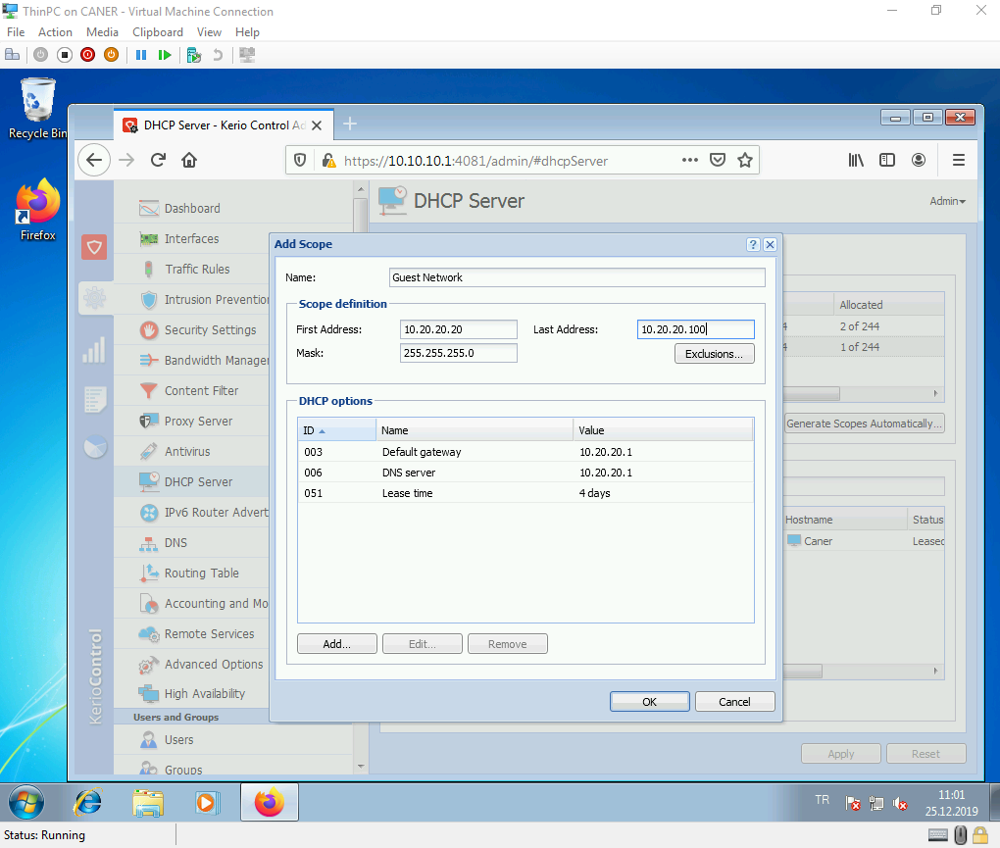 ThinPC on CANER - Virtual Machine Connection
File Action Media Clipboard View Help
Recycle Bin
Firefox
DHCP Server - Kerio Control Ad
https://10.10.10.1:4081/admin/#dhcpServer
DHCP Server
Admin
Dashboard
Interfaces
Traffic Rules
Intrusion Prevention
Security Settings
Bandwidth Manager
Content Filter
Proxy Server
Antivirus
DHCP Server
IPv6 Router Advert
DNS
Routing Table
Accounting and Mo
Remote Services
Advanced Options
High Availability
Users and Groups
Users
Groups
KerioControl
Add Scope
Name: Guest Network
Scope definition
First Address: 10.20.20.20 Last Address: 10.20.20.100
Mask: 255.255.255.0 Exclusions...
DHCP options
ID Name Value
003 Default gateway 10.20.20.1
006 DNS server 10.20.20.1
051 Lease time 4 days
Add... Edit... Remove
OK Cancel
Allocated
4 2 of 244
4 1 of 244
Generate Scopes Automatically...
Hostname Status
Caner Leased
Apply Reset
TR
11:01
25.12.2019
Status: Running